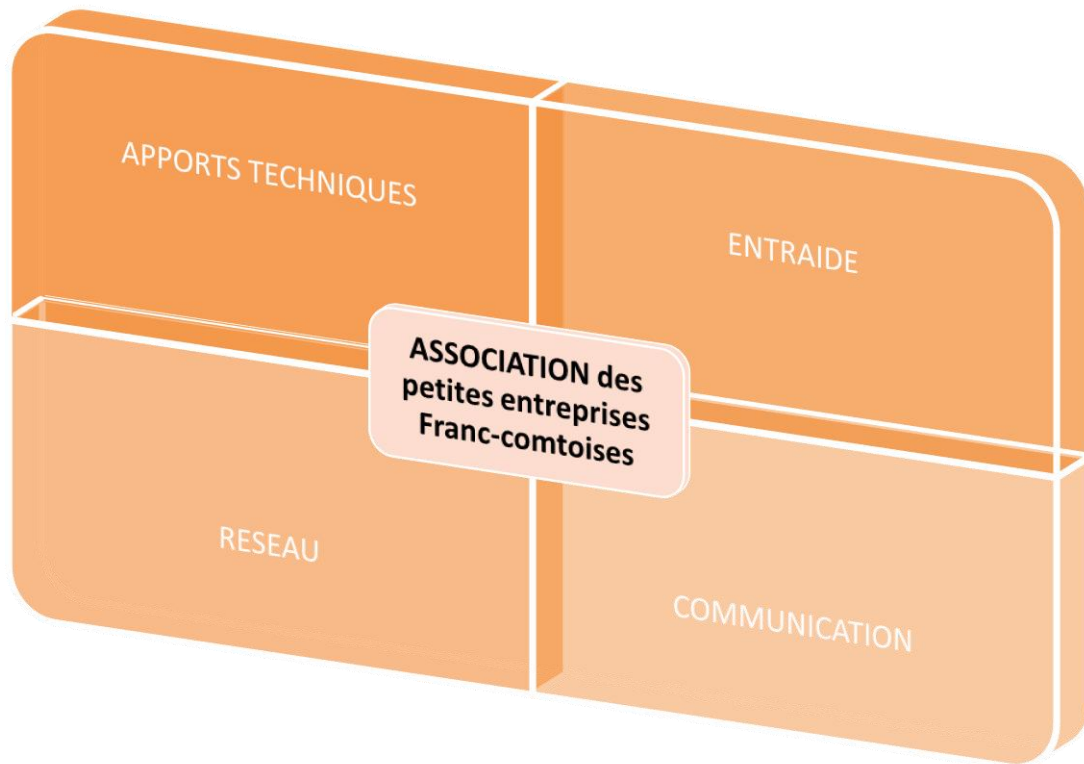 APPORTS TECHNIQUES
ENTRAIDE
ASSOCIATION des
petites entreprises
Franc-comtoises
RESEAU
COMMUNICATION